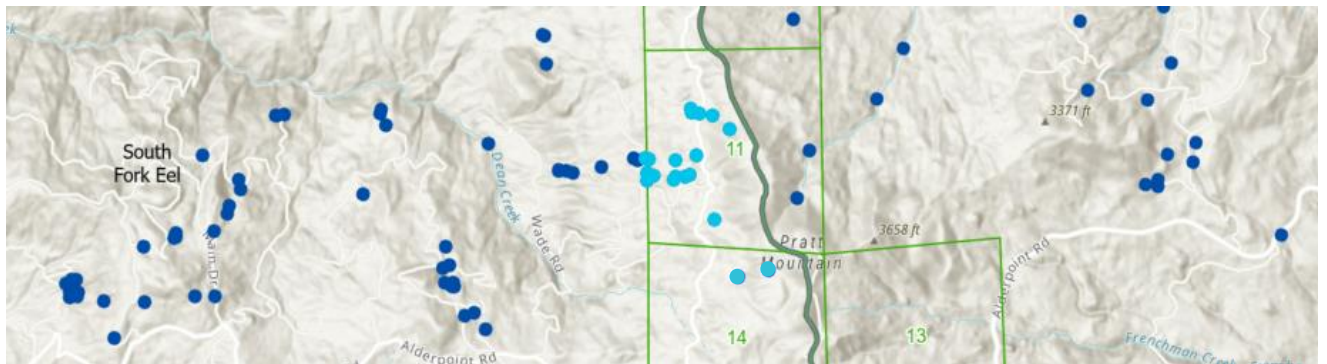 South
Fork Eel
Dean Creek
Wade Rd
Alderpoint Rd
11
3371 ft
3658 ft
Pratt
Mountain
Alderpoint Rd
14
13
Frenchman Creek